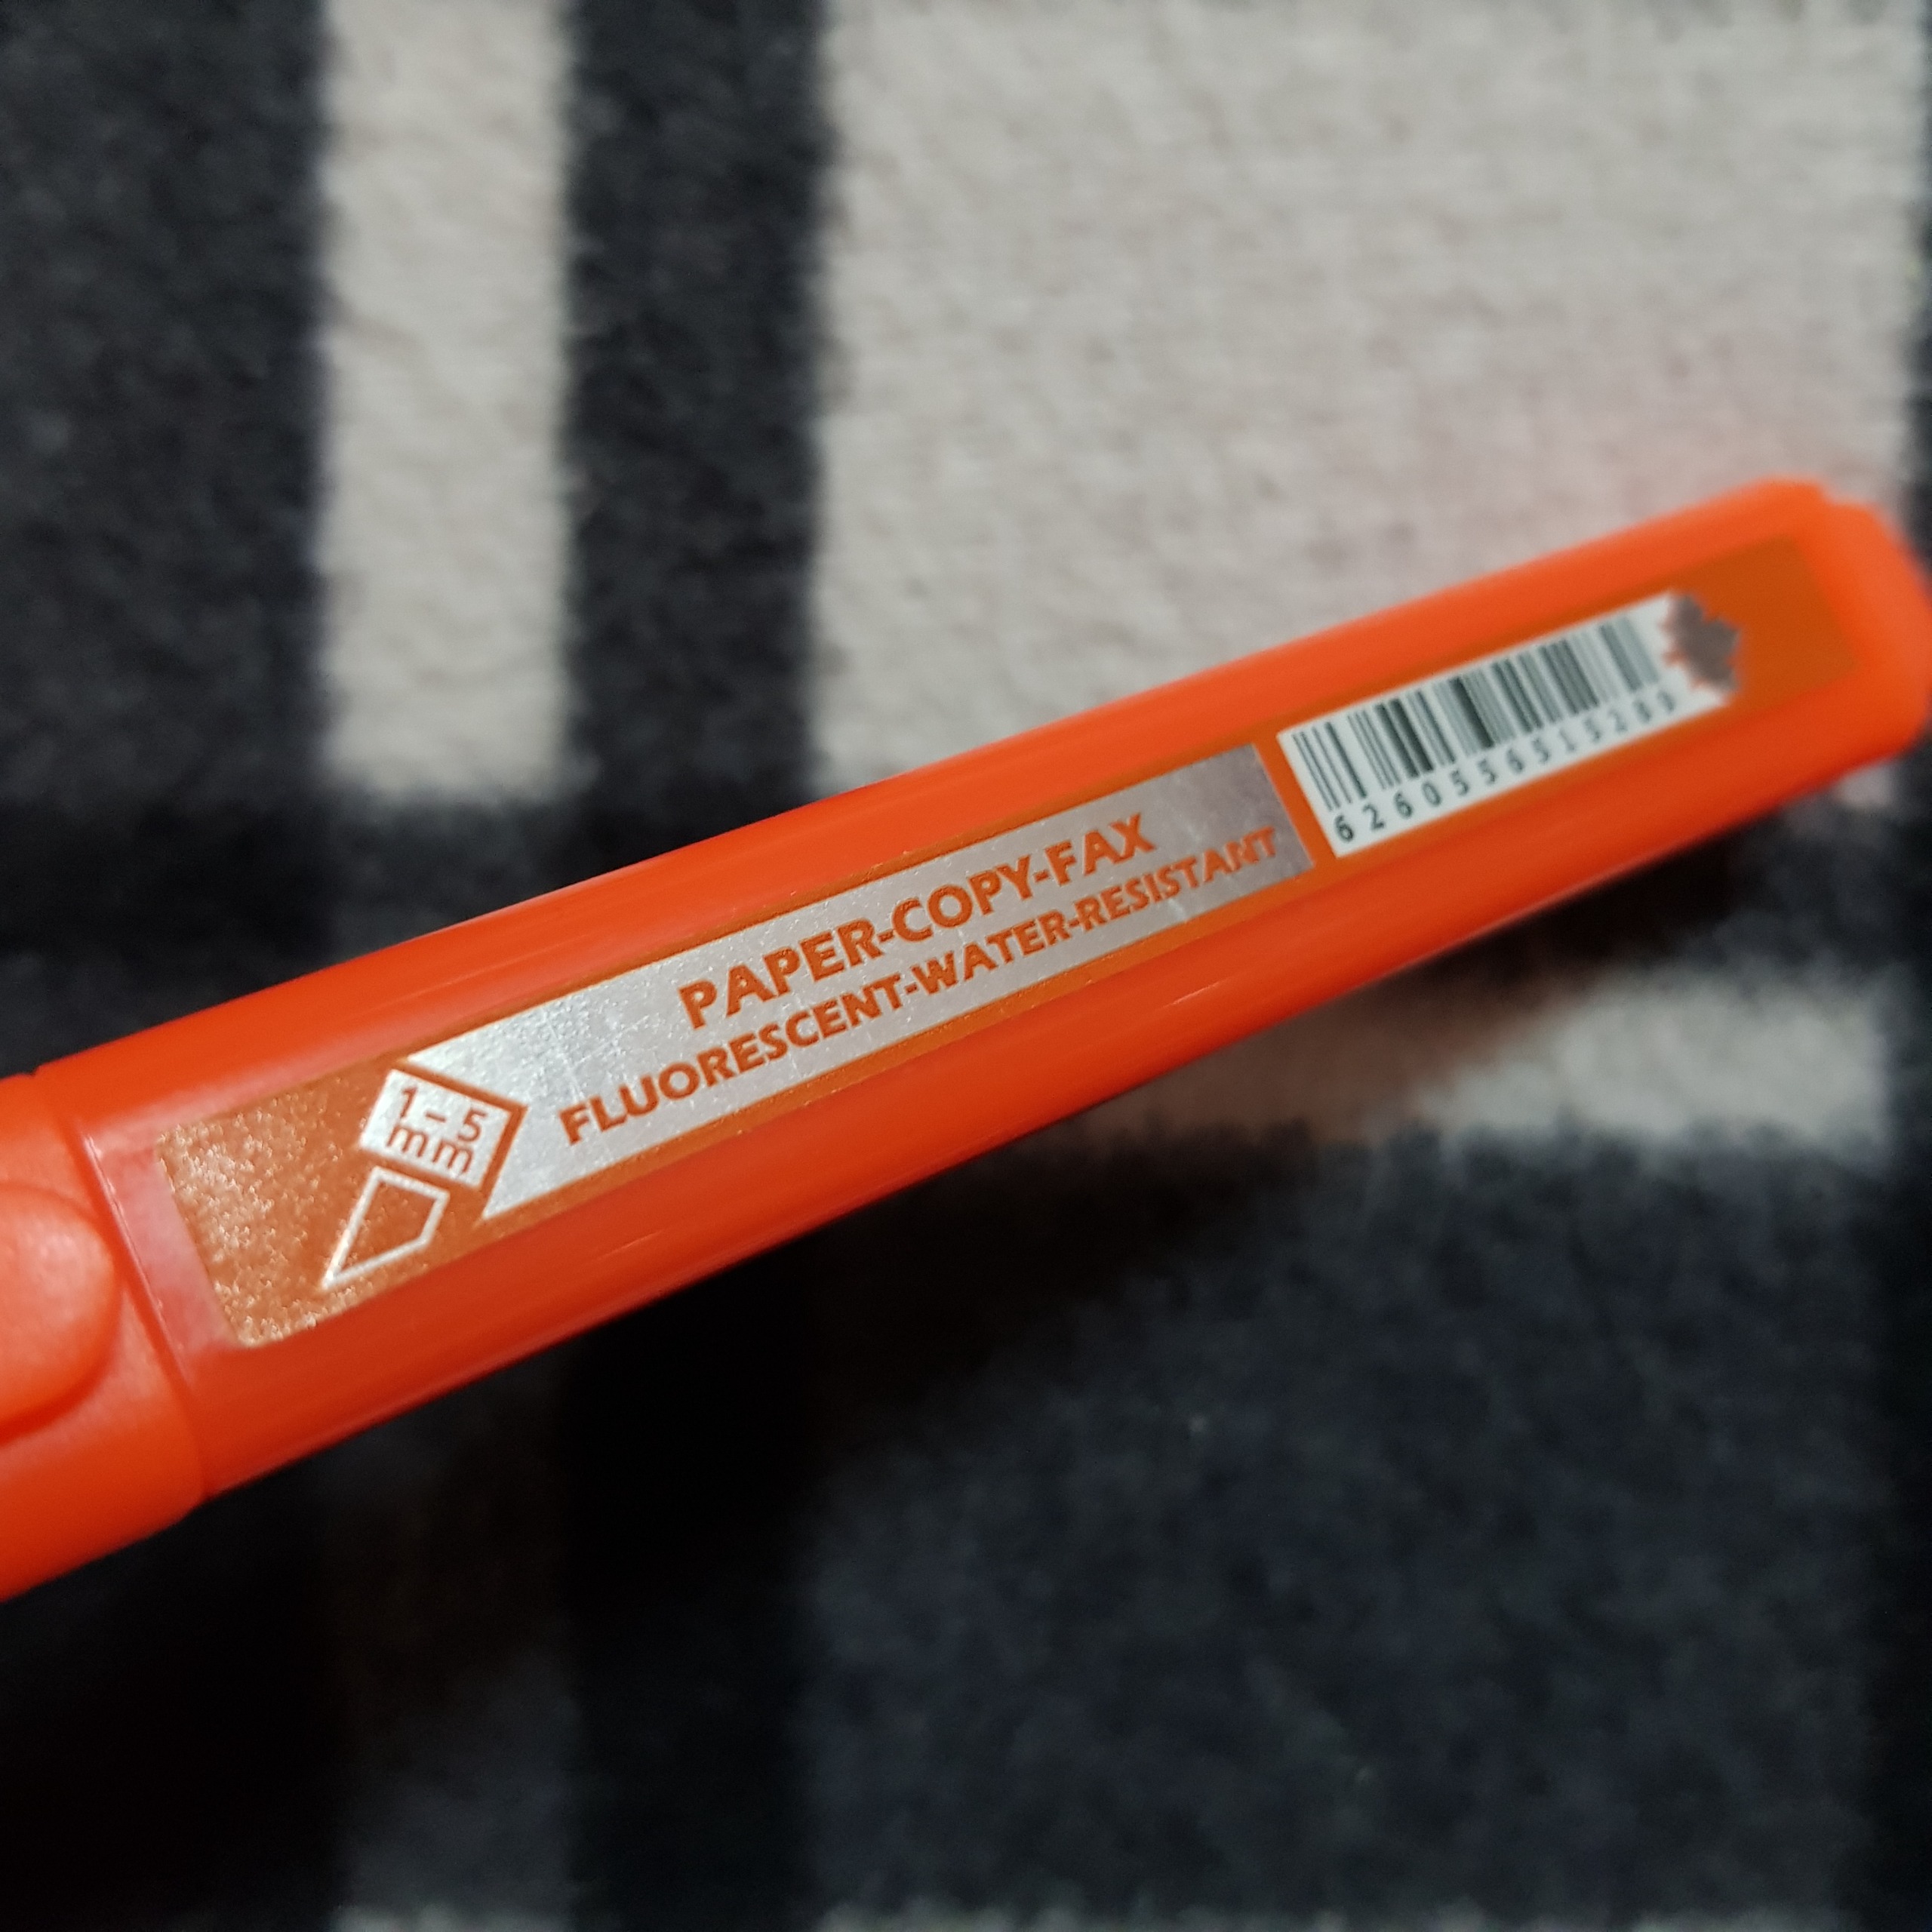 1-5
mm
PAPER-COPY-FAX
FLUORESCENT-WATER-RESISTANT
6260556515289